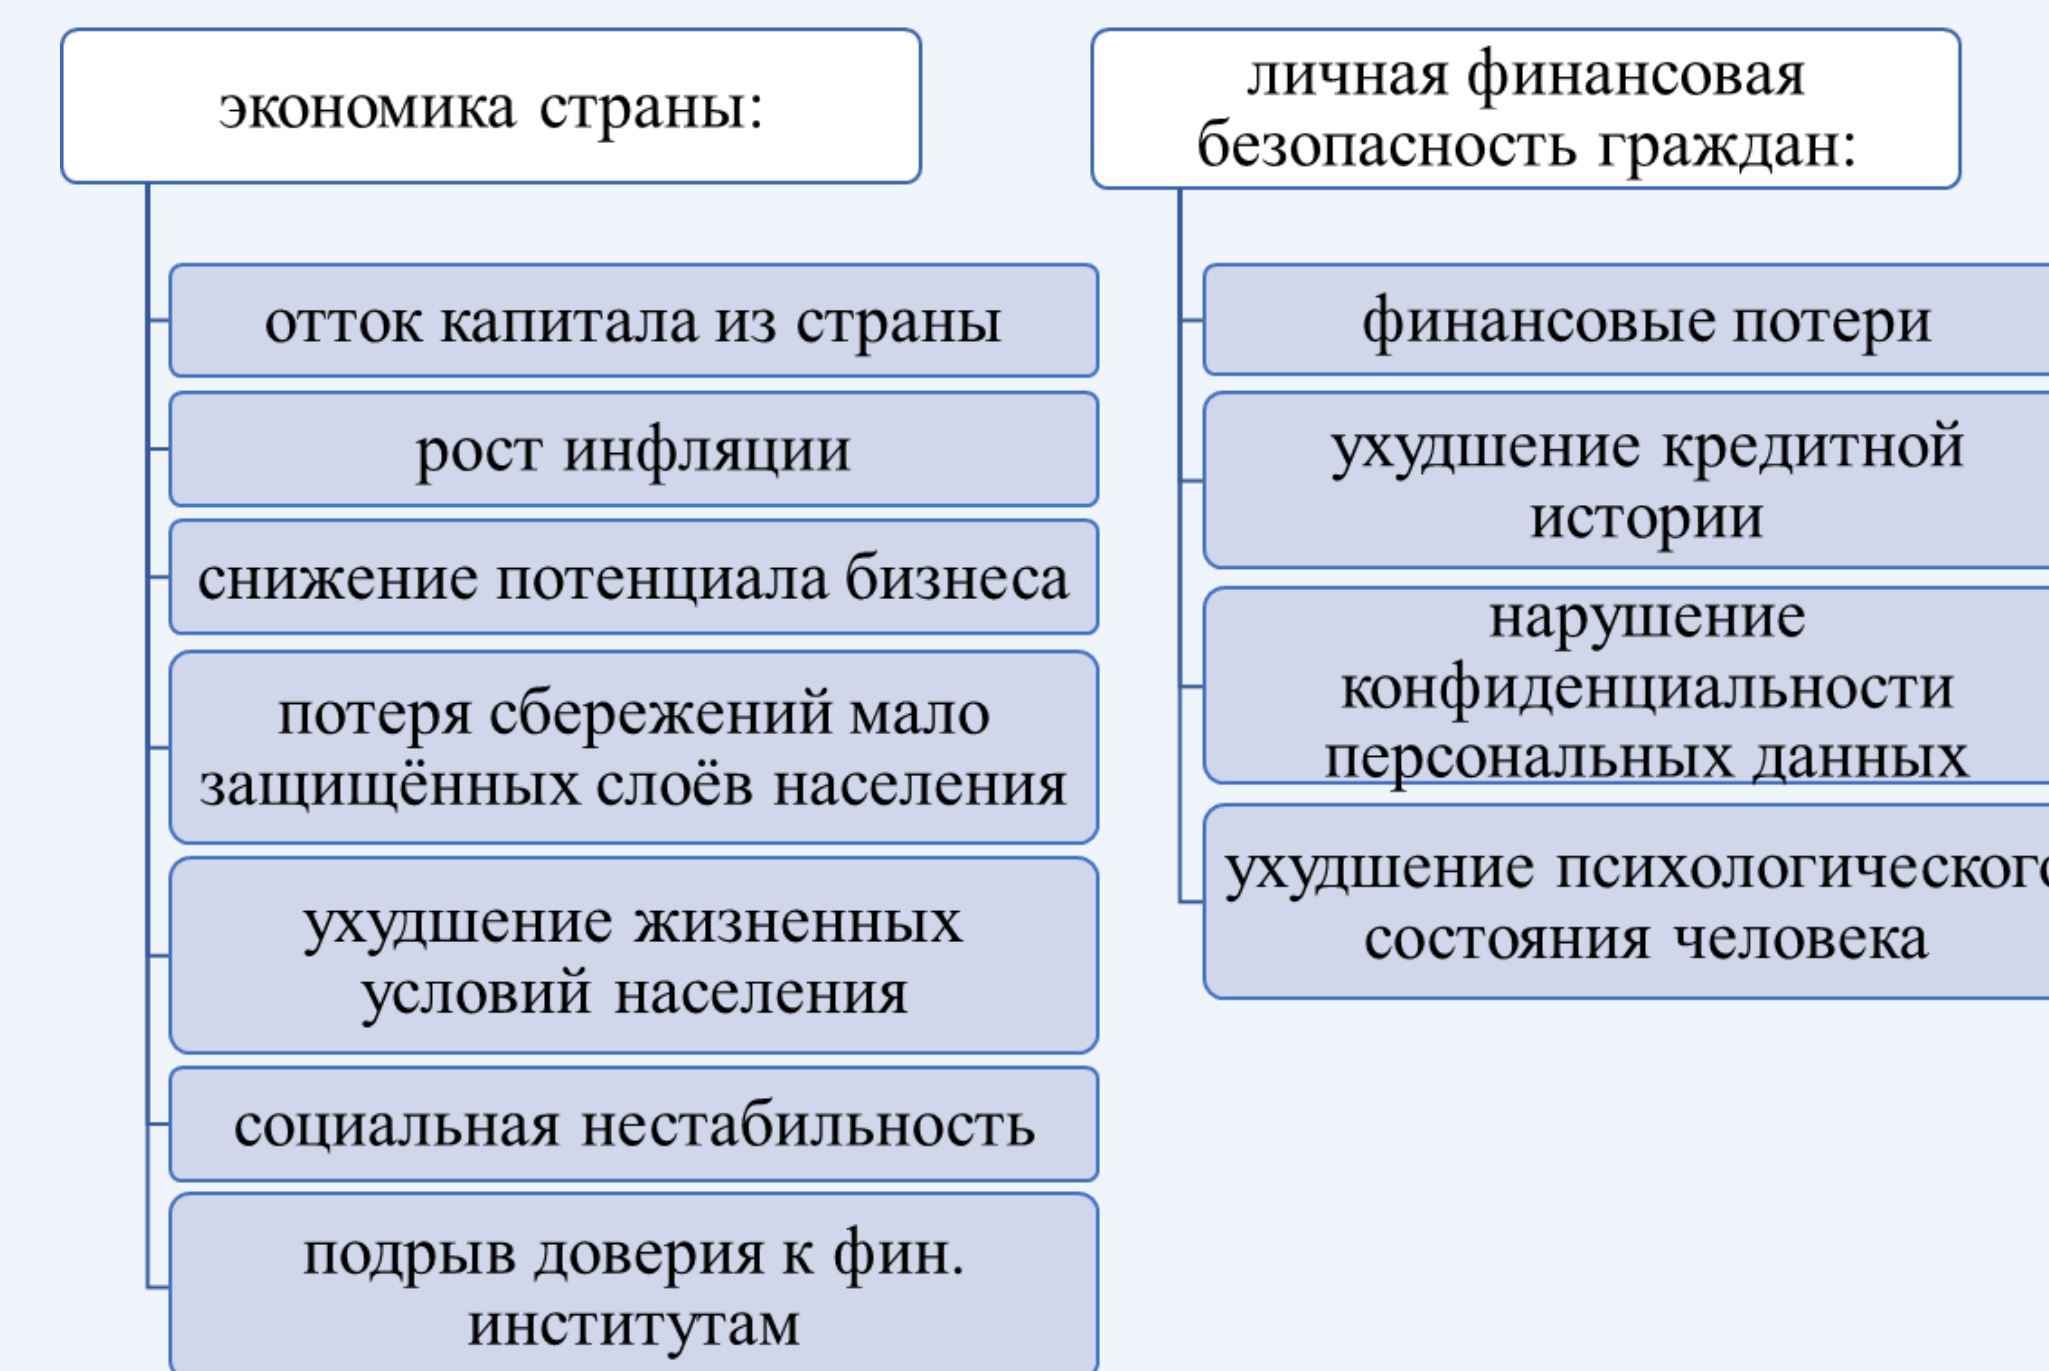 экономика страны:
отток капитала из страны
рост инфляции
снижение потенциала бизнеса
потеря сбережений мало
защищённых слоёв населения
ухудшение жизненных
условий населения
социальная нестабильность
подрыв доверия к фин.
институтам
личная финансовая
безопасность граждан:
финансовые потери
ухудшение кредитной
истории
нарушение
конфиденциальности
персональных данных
ухудшение психологического
состояния человека